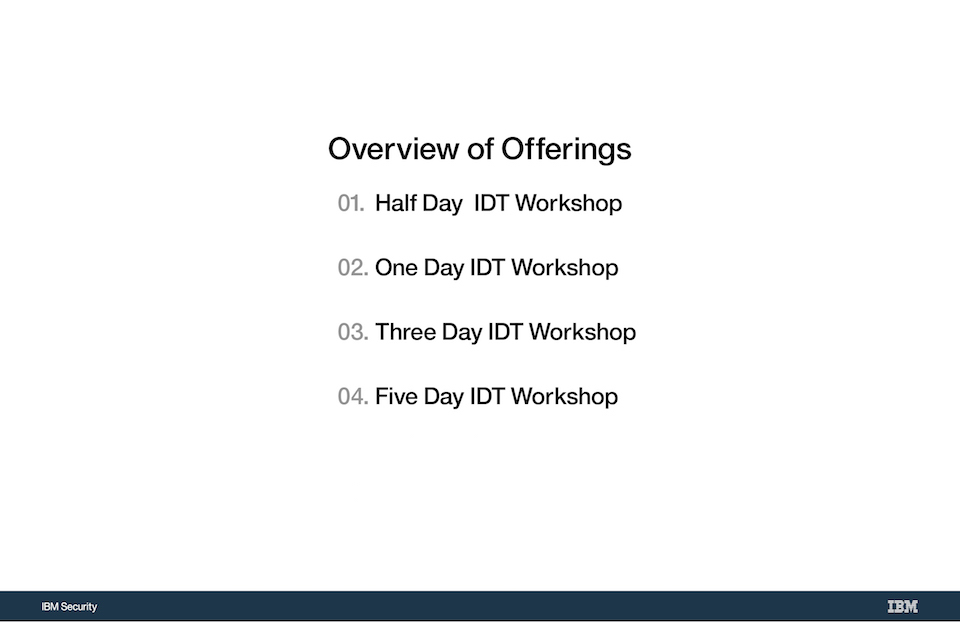 Overview of Offerings
01. Half Day  IDT Workshop
02. One Day IDT Workshop
03. Three Day IDT Workshop
04. Five Day IDT Workshop
IBM Security
IBM